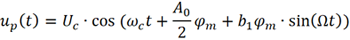 u_p(t) = U_c · cos (ω_c t + A_0/2 φ_m + b_1 φ_m · sin(Ωt)